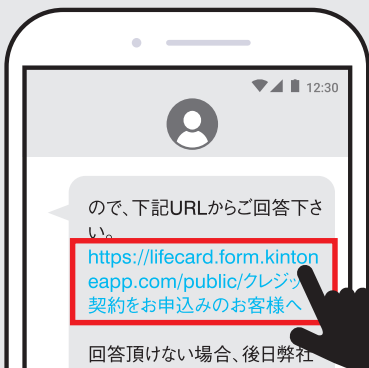 12:30
ので、下記URLからご回答下さ
い。
https://lifecard.form.kinton
eapp.com/public/クレジッ
契約をお申込みのお客様へ
回答頂けない場合、後日弊社